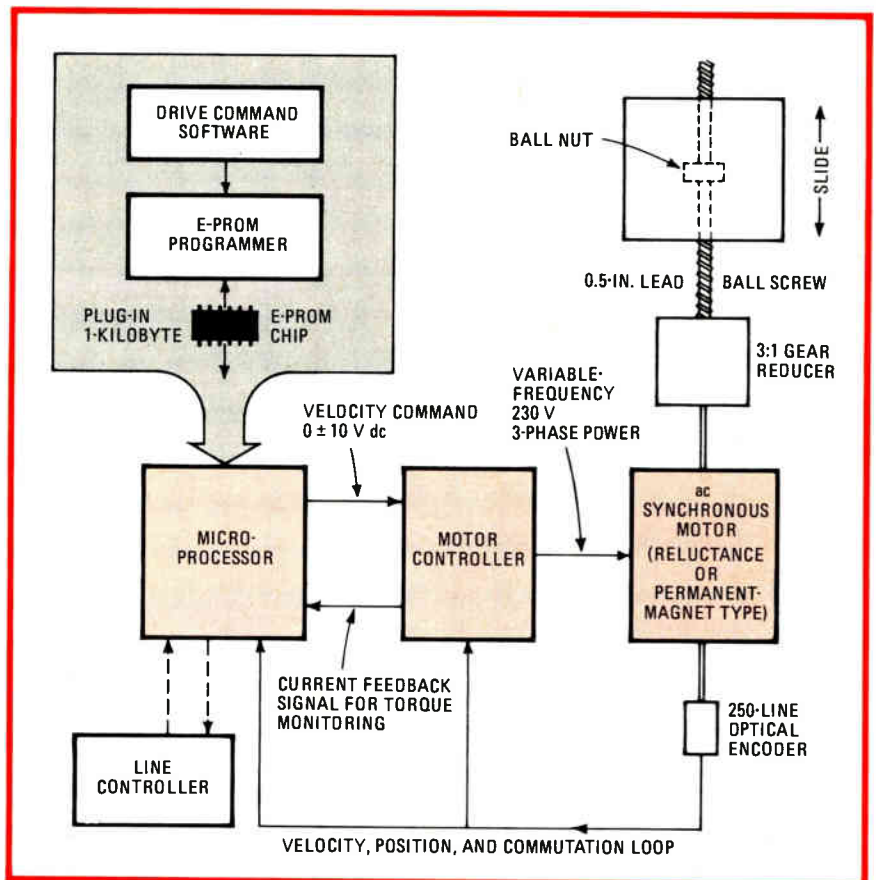 DRIVE COMMAND
SOFTWARE
E-PROM
PROGRAMMER
PLUG-IN
1-KILOBYTE
E-PROM
CHIP
BALL NUT
SLIDE
0.5-IN. LEAD
BALL SCREW
3:1 GEAR
REDUCER
VELOCITY COMMAND
0 ± 10 V dc
VARIABLE-
FREQUENCY
230 V
3-PHASE POWER
MICRO-
PROCESSOR
MOTOR
CONTROLLER
ac
SYNCHRONOUS
MOTOR
(RELUCTANCE
OR
PERMANENT-
MAGNET TYPE)
CURRENT FEEDBACK
SIGNAL FOR TORQUE
MONITORING
250-LINE
OPTICAL
ENCODER
LINE
CONTROLLER
VELOCITY, POSITION, AND COMMUTATION LOOP